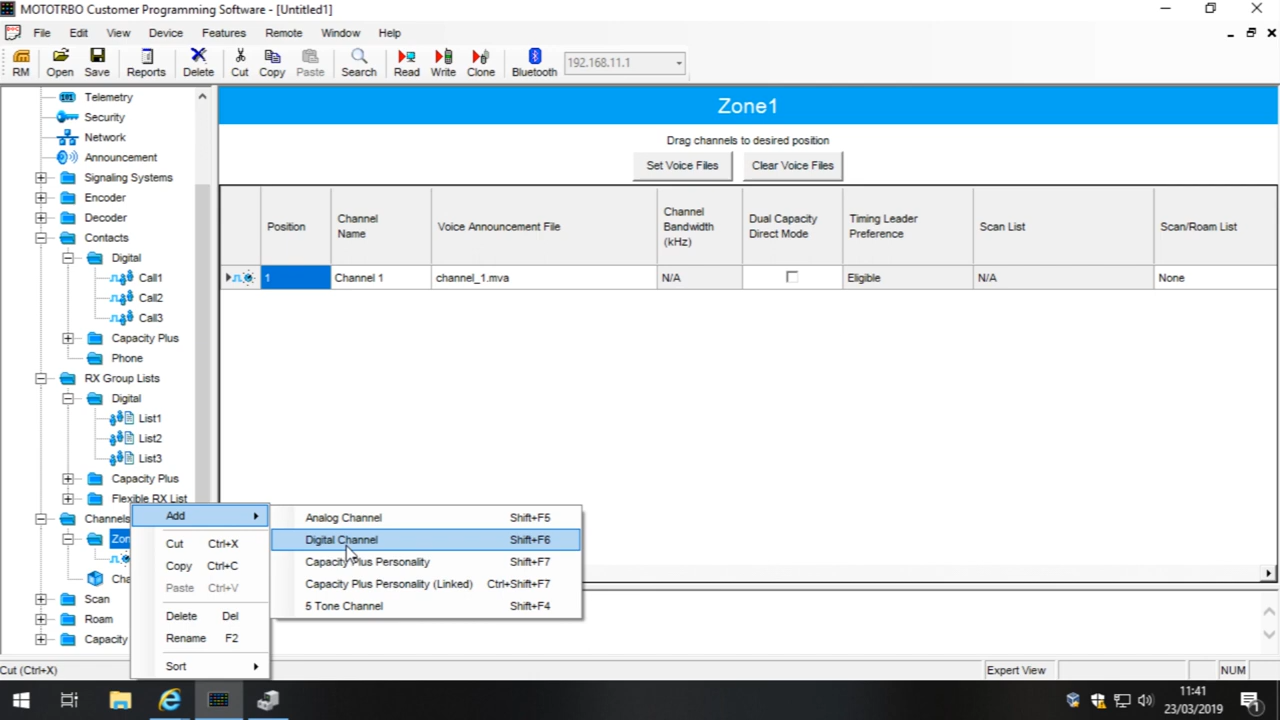 MOTOTRBO Customer Programming Software - [Untitled1]
File Edit View Device Features Remote Window Help
RM Open Save Reports Delete Cut Copy Paste Search Read Write Clone Bluetooth 192.168.11.1
Telemetry
Security
Network
Announcement
Signaling Systems
Encoder
Decoder
Contacts
Digital
Call1
Call2
Call3
Capacity Plus
Phone
RX Group Lists
Digital
List1
List2
List3
Capacity Plus
Flexible RX List
Channels
Zon
Cha
Scan
Roam
Capacity
Zone1
Drag channels to desired position
Set Voice Files Clear Voice Files
Position
Channel
Name
Voice Announcement File
Channel
Bandwidth
(kHz)
Dual Capacity
Direct Mode
Timing Leader
Preference
Scan List
Scan/Roam List
1 Channel 1 channel_1.mva N/A Eligible N/A None
Add
Cut Ctrl+X
Copy Ctrl+C
Paste Ctrl+V
Delete Del
Rename F2
Sort
Analog Channel Shift+F5
Digital Channel Shift+F6
Capacity Plus Personality Shift+F7
Capacity Plus Personality (Linked) Ctrl+Shift+F7
5 Tone Channel Shift+F4
Cut (Ctrl+X) Expert View NUM
11:41
23/03/2019
1